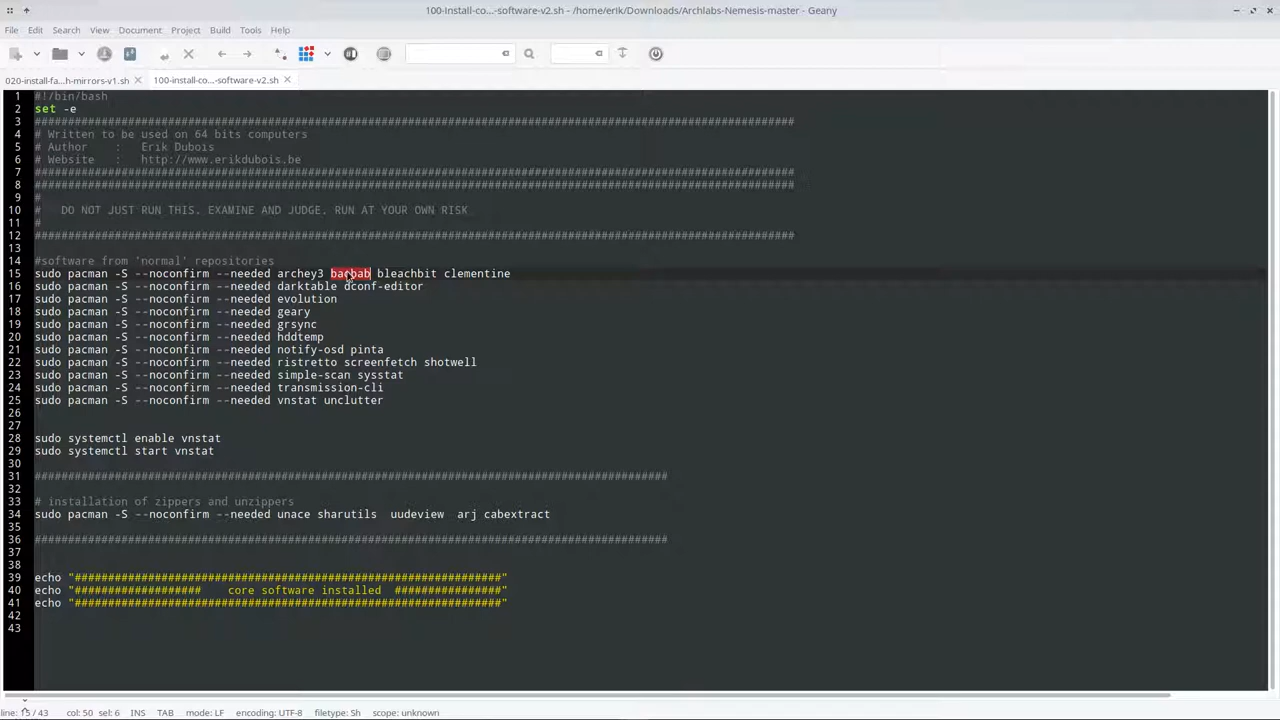 100-Install-co...-software-v2.sh - /home/erik/Downloads/Archlabs-Nemesis-master - Geany
File Edit Search View Document Project Build Tools Help
020-install-fa...h-mirrors-v1.sh 100-install-co...-software-v2.sh
1 #!/bin/bash
2 set -e
3 ##################################################################################################################
4 # Written to be used on 64 bits computers
5 # Author : Erik Dubois
6 # Website : http://www.erikdubois.be
7 ##################################################################################################################
8 ##################################################################################################################
9 #
10 # DO NOT JUST RUN THIS. EXAMINE AND JUDGE. RUN AT YOUR OWN RISK
11 #
12 ##################################################################################################################
13
14 #software from 'normal' repositories
15 sudo pacman -S --noconfirm --needed archey3 baobab bleachbit clementine
16 sudo pacman -S --noconfirm --needed darktable dconf-editor
17 sudo pacman -S --noconfirm --needed evolution
18 sudo pacman -S --noconfirm --needed geary
19 sudo pacman -S --noconfirm --needed grsync
20 sudo pacman -S --noconfirm --needed hddtemp
21 sudo pacman -S --noconfirm --needed notify-osd pinta
22 sudo pacman -S --noconfirm --needed ristretto screenfetch shotwell
23 sudo pacman -S --noconfirm --needed simple-scan sysstat
24 sudo pacman -S --noconfirm --needed transmission-cli
25 sudo pacman -S --noconfirm --needed vnstat unclutter
26
27
28 sudo systemctl enable vnstat
29 sudo systemctl start vnstat
30
31 ###############################################################################################
32
33 # installation of zippers and unzippers
34 sudo pacman -S --noconfirm --needed unace sharutils uudeview arj cabextract
35
36 ###############################################################################################
37
38
39 echo "################################################################"
40 echo "################### core software installed ################"
41 echo "################################################################"
42
43
line: 15 / 43 col: 50 sel: 6 INS TAB mode: LF encoding: UTF-8 filetype: Sh scope: unknown